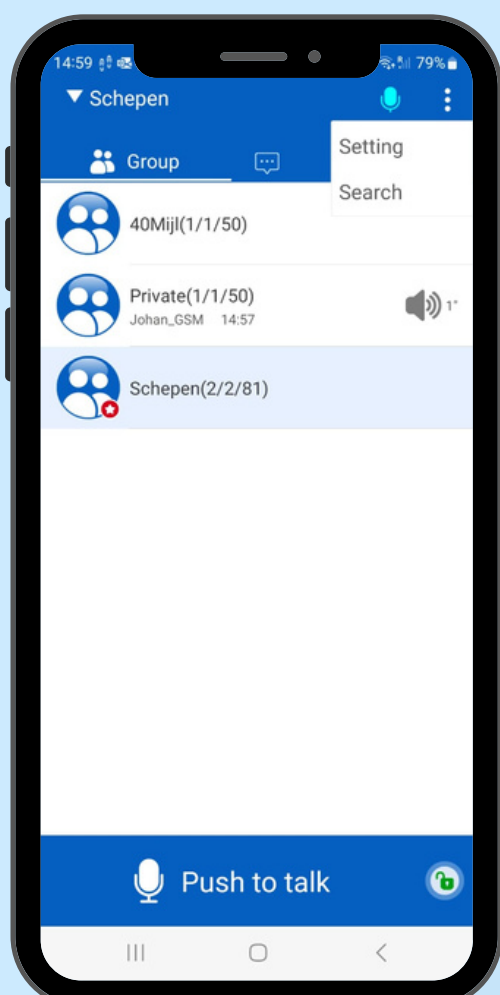 14:59 79%
Schepen
Setting
Group
Search
40Mijl(1/1/50)
Private(1/1/50)
Johan_GSM 14:57
1"
Schepen(2/2/81)
Push to talk